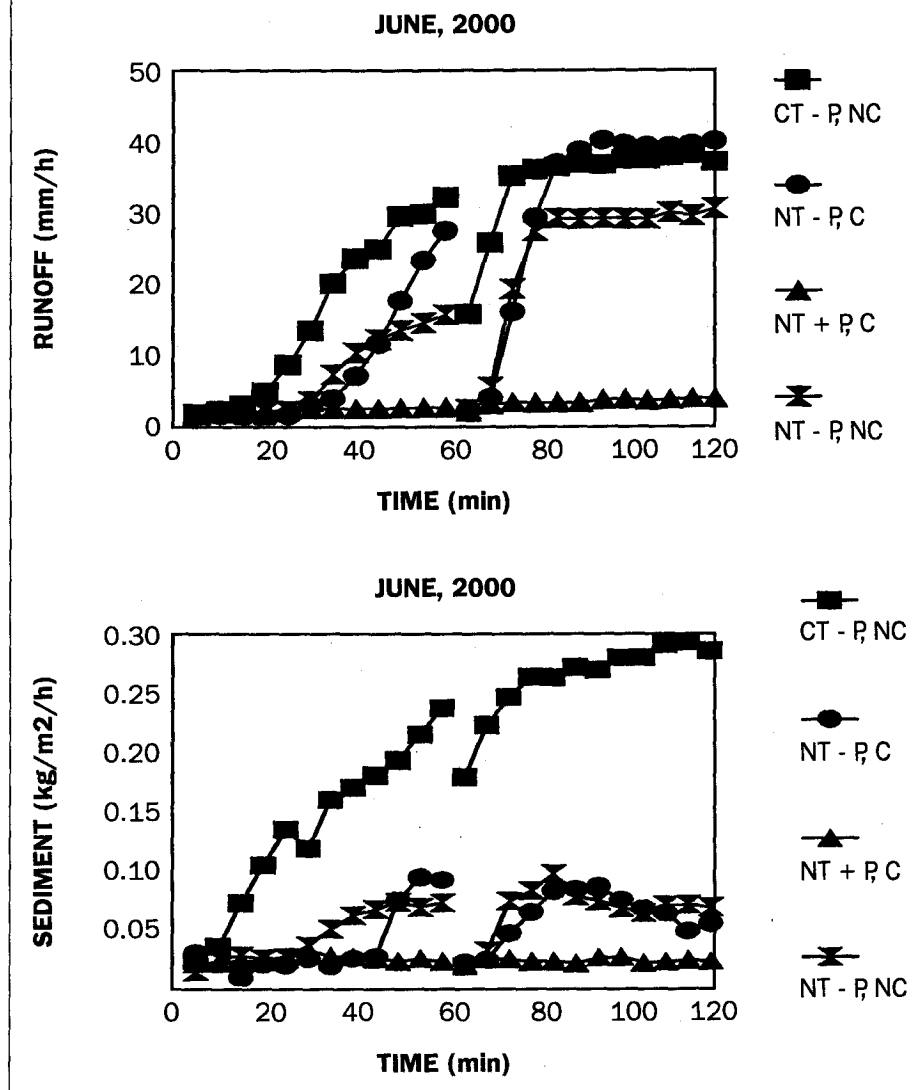 JUNE, 2000
RUNOFF (mm/h)
50
40
30
20
10
0
0 20 40 60 80 100 120
TIME (min)
CT - P, NC
NT - P, C
NT + P, C
NT - P, NC
JUNE, 2000
SEDIMENT (kg/m2/h)
0.30
0.25
0.20
0.15
0.10
0.05
0 20 40 60 80 100 120
TIME (min)
CT - P, NC
NT - P, C
NT + P, C
NT - P, NC